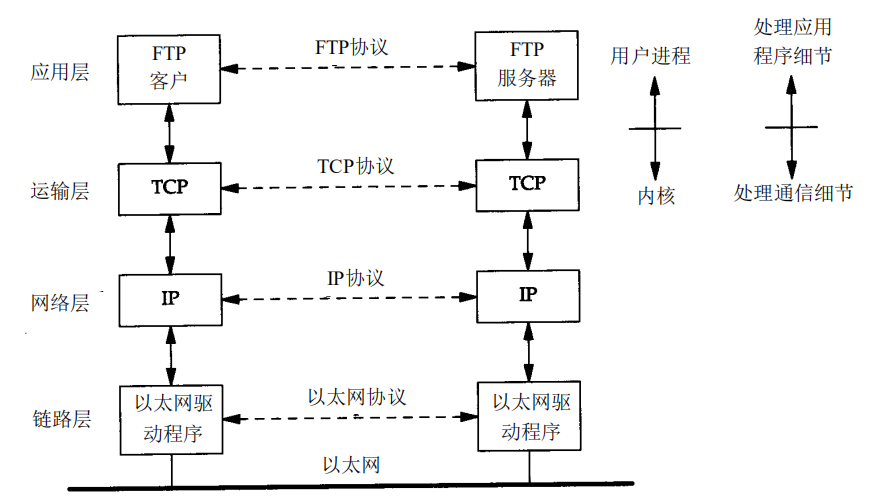 应用层
FTP
客户
FTP协议
FTP
服务器
用户进程
处理应用
程序细节
运输层
TCP
TCP协议
TCP
内核
处理通信细节
网络层
IP
IP协议
IP
链路层
以太网驱
动程序
以太网协议
以太网驱
动程序
以太网